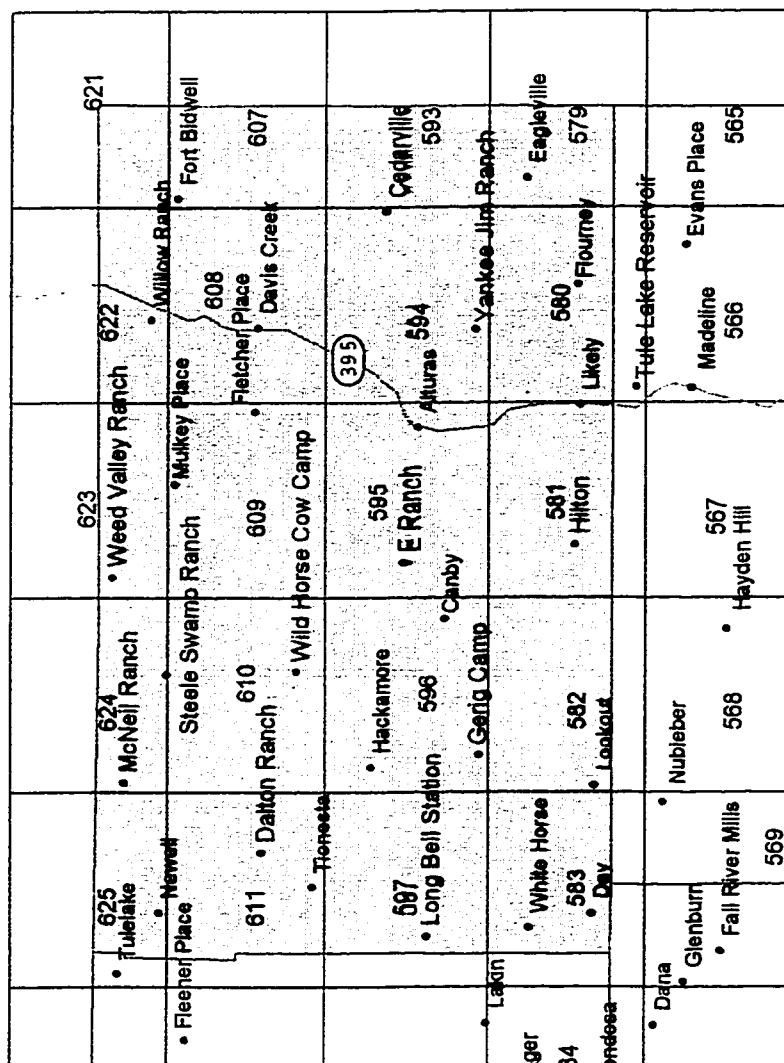 621
Fort Bidwell
607
Willow Ranch
622
608
Fletcher Place
Davis Creek
Weed Valley Ranch
623
Mulkey Place
609
Wild Horse Cow Camp
McNeil Ranch
624
Steele Swamp Ranch
610
Dalton Ranch
Tionesta
625
Tulelake
Newell
Fleener Place
611
Cedarville
593
395
594
Yankee Jim Ranch
Alturas
595
E Ranch
Canby
Hackamore
596
Gerig Camp
597
Long Bell Station
Lakin
Eagleville
579
Flourney
580
Likely
581
Hilton
582
Lookout
White Horse
583
Day
ger
34
ondosa
Tule Lake Reservoir
Evans Place
565
Madeline
566
567
Hayden Hill
Nubieber
568
Fall River Mills
569
Glenburn
Dana